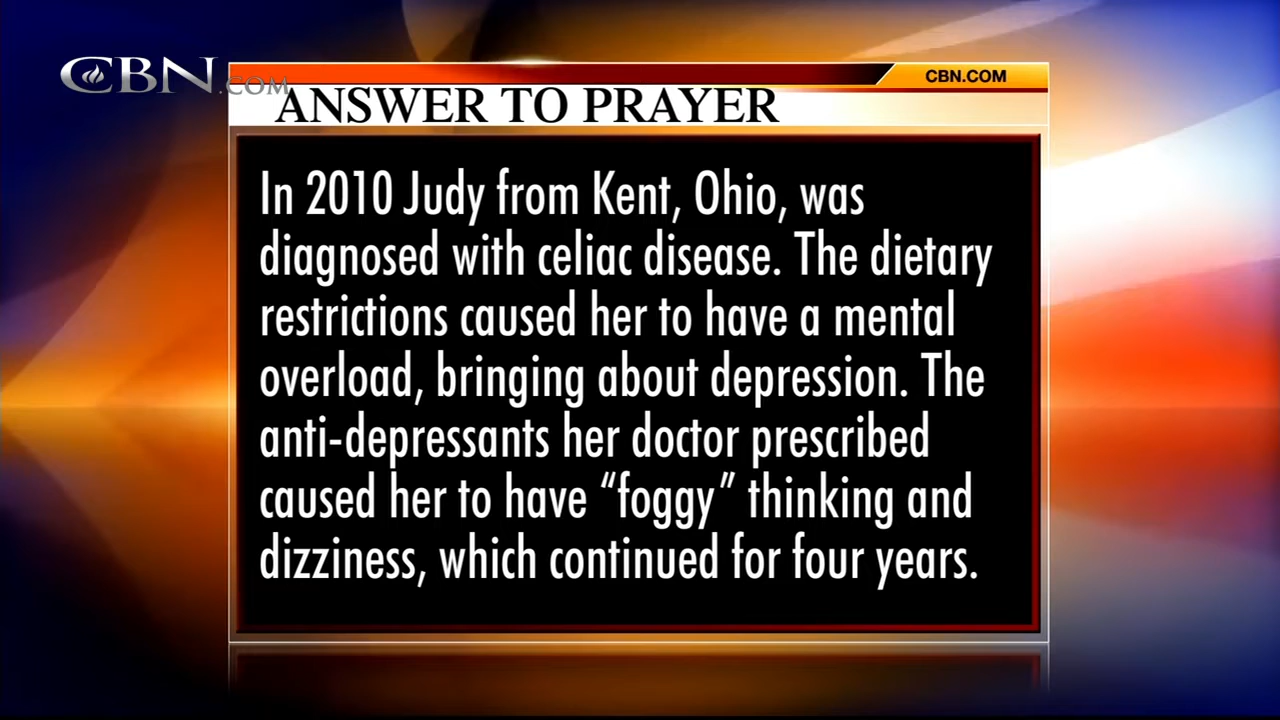 CBN.COM
CBN.COM
ANSWER TO PRAYER
In 2010 Judy from Kent, Ohio, was
diagnosed with celiac disease. The dietary
restrictions caused her to have a mental
overload, bringing about depression. The
anti-depressants her doctor prescribed
caused her to have “foggy” thinking and
dizziness, which continued for four years.